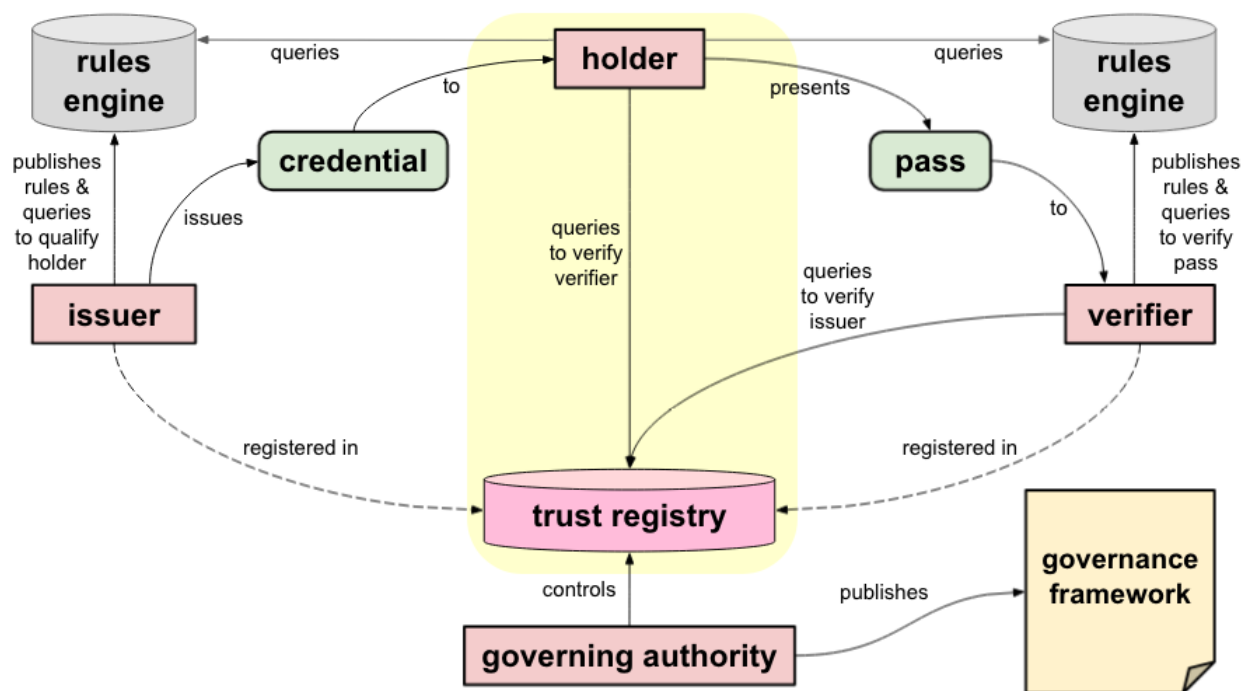 rules
engine
queries
holder
queries
rules
engine
to
presents
credential
pass
publishes
rules &
queries
to qualify
holder
issues
queries
to verify
verifier
to
publishes
rules &
queries
to verify
pass
queries
to verify
issuer
issuer
verifier
registered in
registered in
trust registry
governance
framework
controls
publishes
governing authority